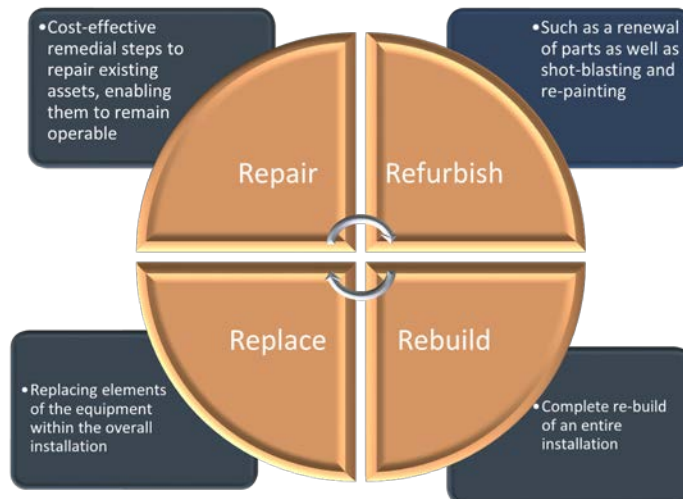 •Cost-effective
remedial steps to
repair existing
assets, enabling
them to remain
operable
•Such as a renewal
of parts as well as
shot-blasting and
re-painting
Repair
Refurbish
Replace
Rebuild
•Replacing elements
of the equipment
within the overall
installation
•Complete re-build
of an entire
installation